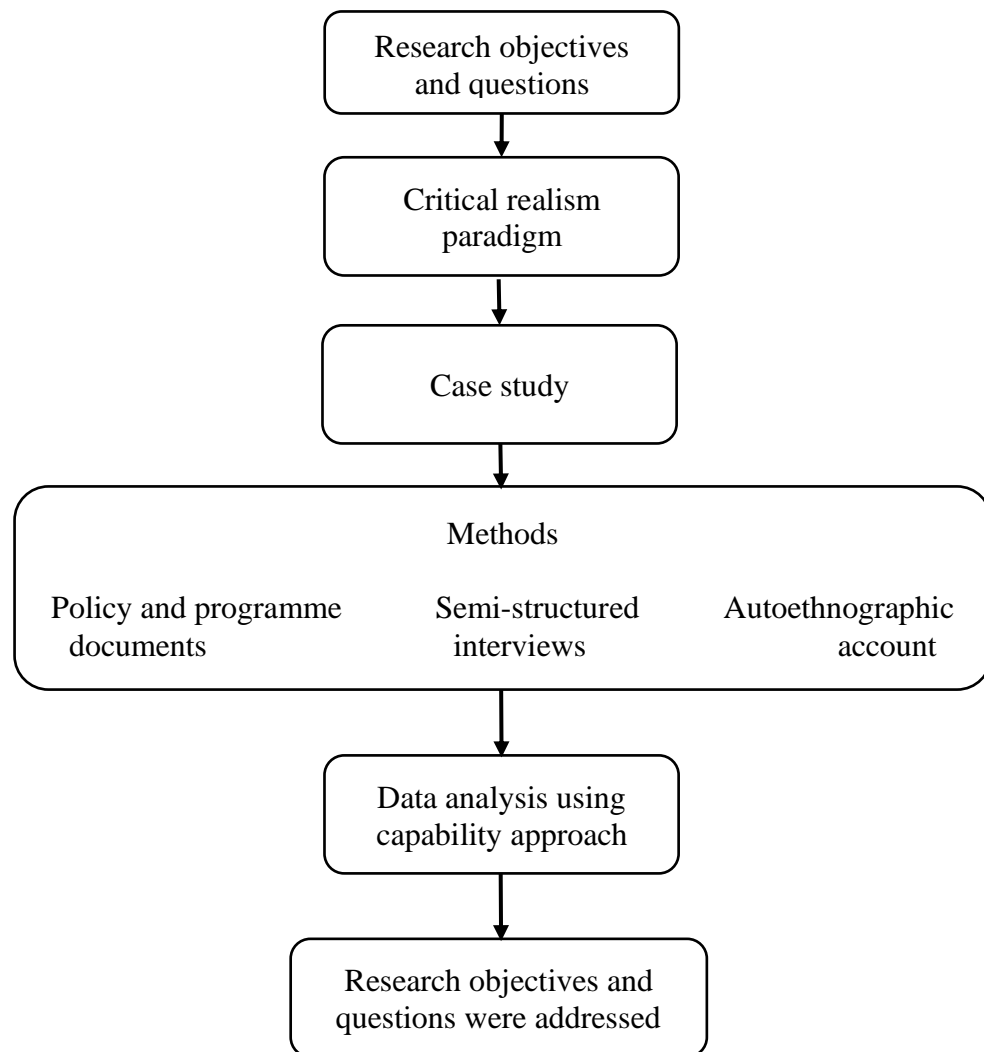 Research objectives
and questions
Critical realism
paradigm
Case study
Methods
Policy and programme
documents
Semi-structured
interviews
Autoethnographic
account
Data analysis using
capability approach
Research objectives and
questions were addressed